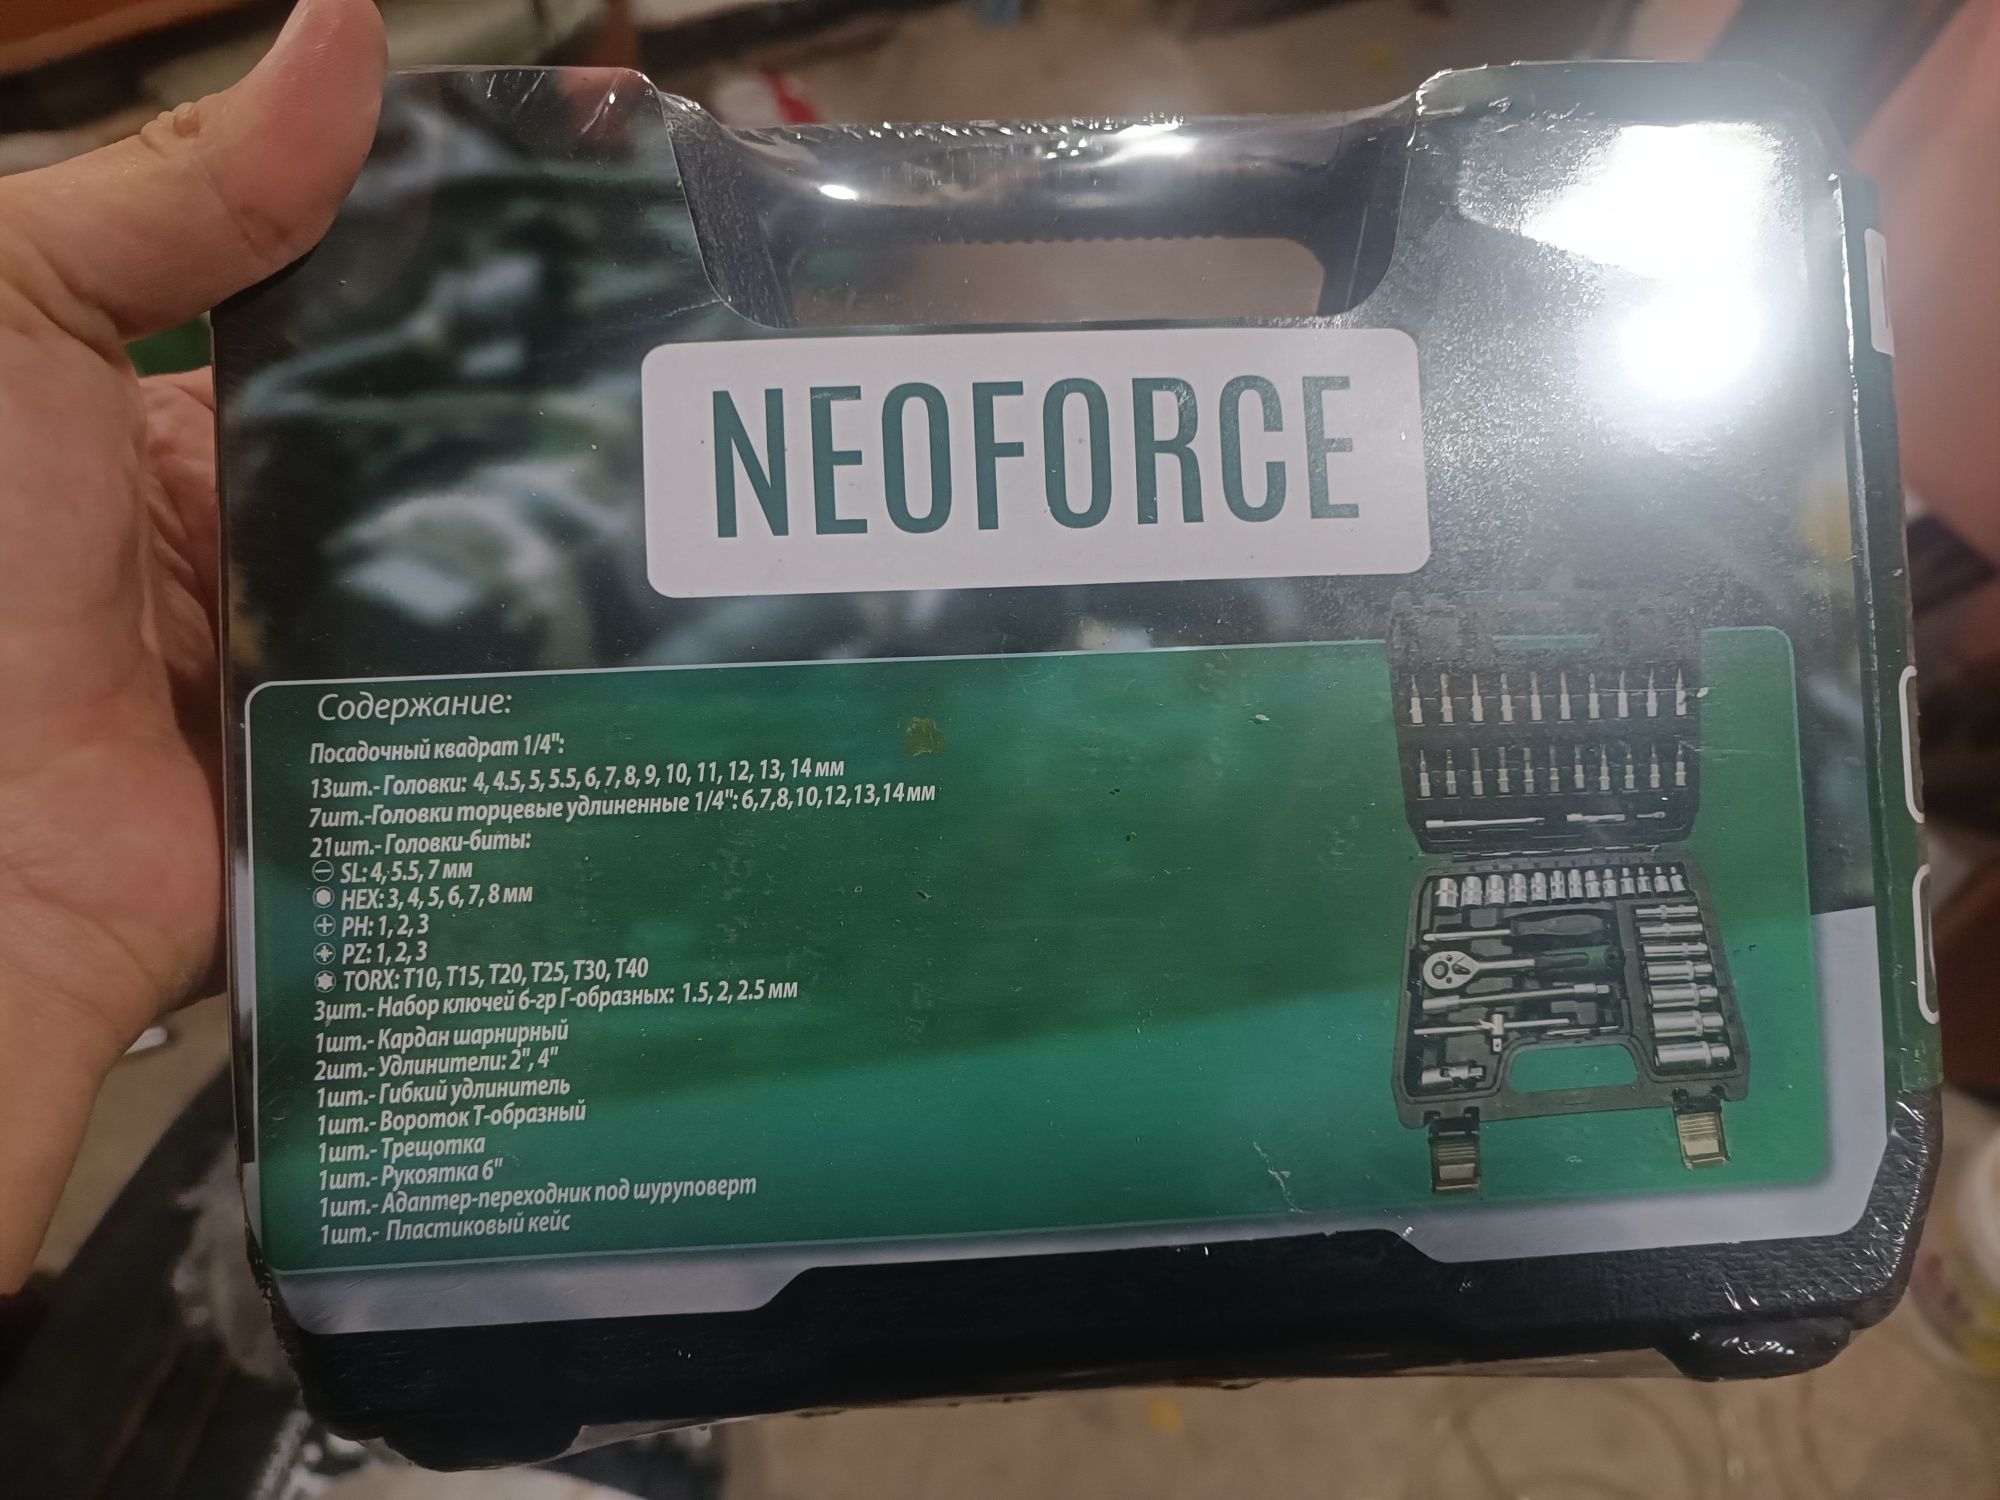 NEOFORCE
Содержание:
Посадочный квадрат 1/4":
13шт.- Головки: 4, 4.5, 5, 5.5, 6, 7, 8, 9, 10, 11, 12, 13, 14 мм
7шт.-Головки торцевые удлиненные 1/4": 6,7,8,10,12,13,14 мм
21шт.- Головки-биты:
SL: 4, 5.5, 7 мм
HEX: 3, 4, 5, 6, 7, 8 мм
PH: 1, 2, 3
PZ: 1, 2, 3
TORX: T10, T15, T20, T25, T30, T40
3шт.- Набор ключей 6-гр Г-образных: 1.5, 2, 2.5 мм
1шт.- Кардан шарнирный
2шт.- Удлинители: 2", 4"
1шт.- Гибкий удлинитель
1шт.- Вороток Т-образный
1шт.- Трещотка
1шт.- Рукоятка 6"
1шт.- Адаптер-переходник под шуруповерт
1шт.- Пластиковый кейс